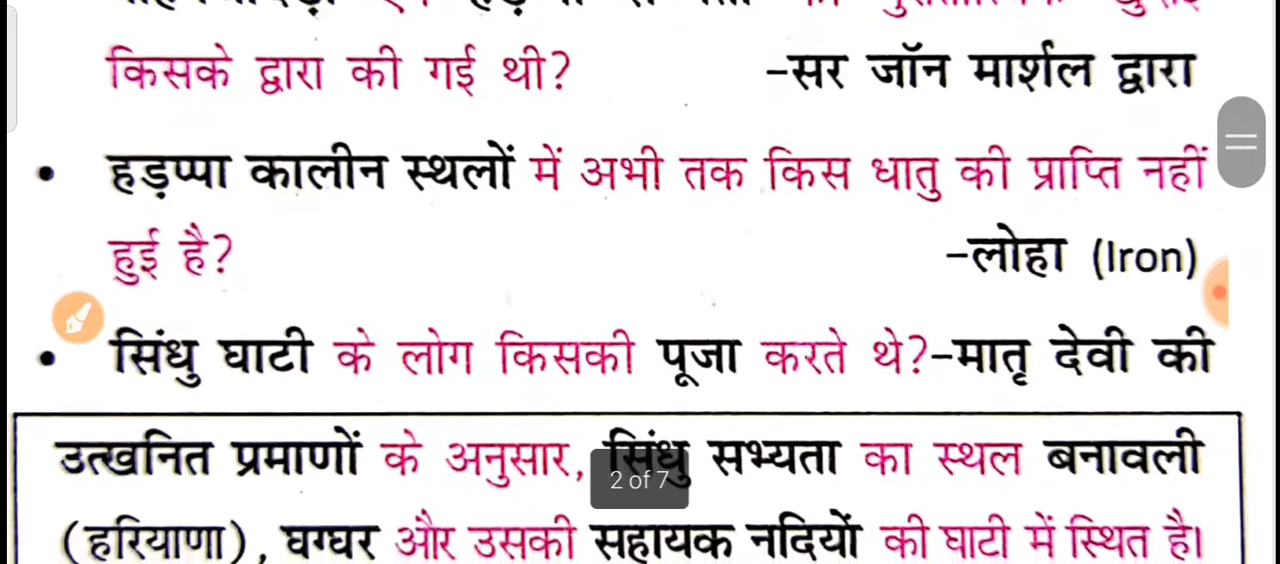 किसके द्वारा की गई थी? -सर जॉन मार्शल द्वारा
• हड़प्पा कालीन स्थलों में अभी तक किस धातु की प्राप्ति नहीं
हुई है? -लोहा (Iron)
• सिंधु घाटी के लोग किसकी पूजा करते थे?-मातृ देवी की
उत्खनित प्रमाणों के अनुसार, सिंधु सभ्यता का स्थल बनावली
2 of 7
(हरियाणा), घग्घर और उसकी सहायक नदियों की घाटी में स्थित है।